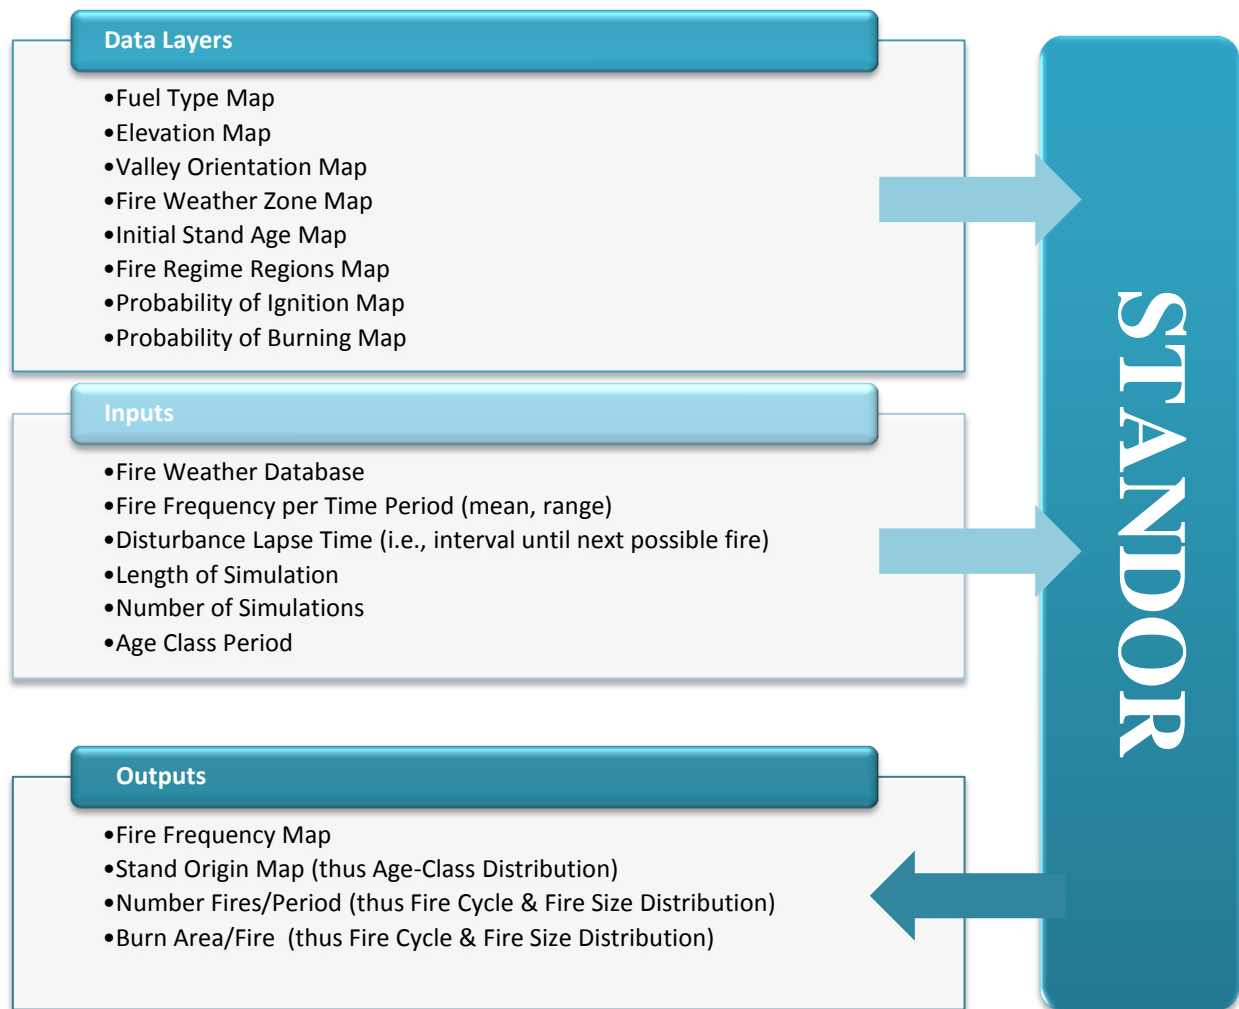 Data Layers
•Fuel Type Map
•Elevation Map
•Valley Orientation Map
•Fire Weather Zone Map
•Initial Stand Age Map
•Fire Regime Regions Map
•Probability of Ignition Map
•Probability of Burning Map
Inputs
•Fire Weather Database
•Fire Frequency per Time Period (mean, range)
•Disturbance Lapse Time (i.e., interval until next possible fire)
•Length of Simulation
•Number of Simulations
•Age Class Period
Outputs
•Fire Frequency Map
•Stand Origin Map (thus Age-Class Distribution)
•Number Fires/Period (thus Fire Cycle & Fire Size Distribution)
•Burn Area/Fire (thus Fire Cycle & Fire Size Distribution)
STANDOR